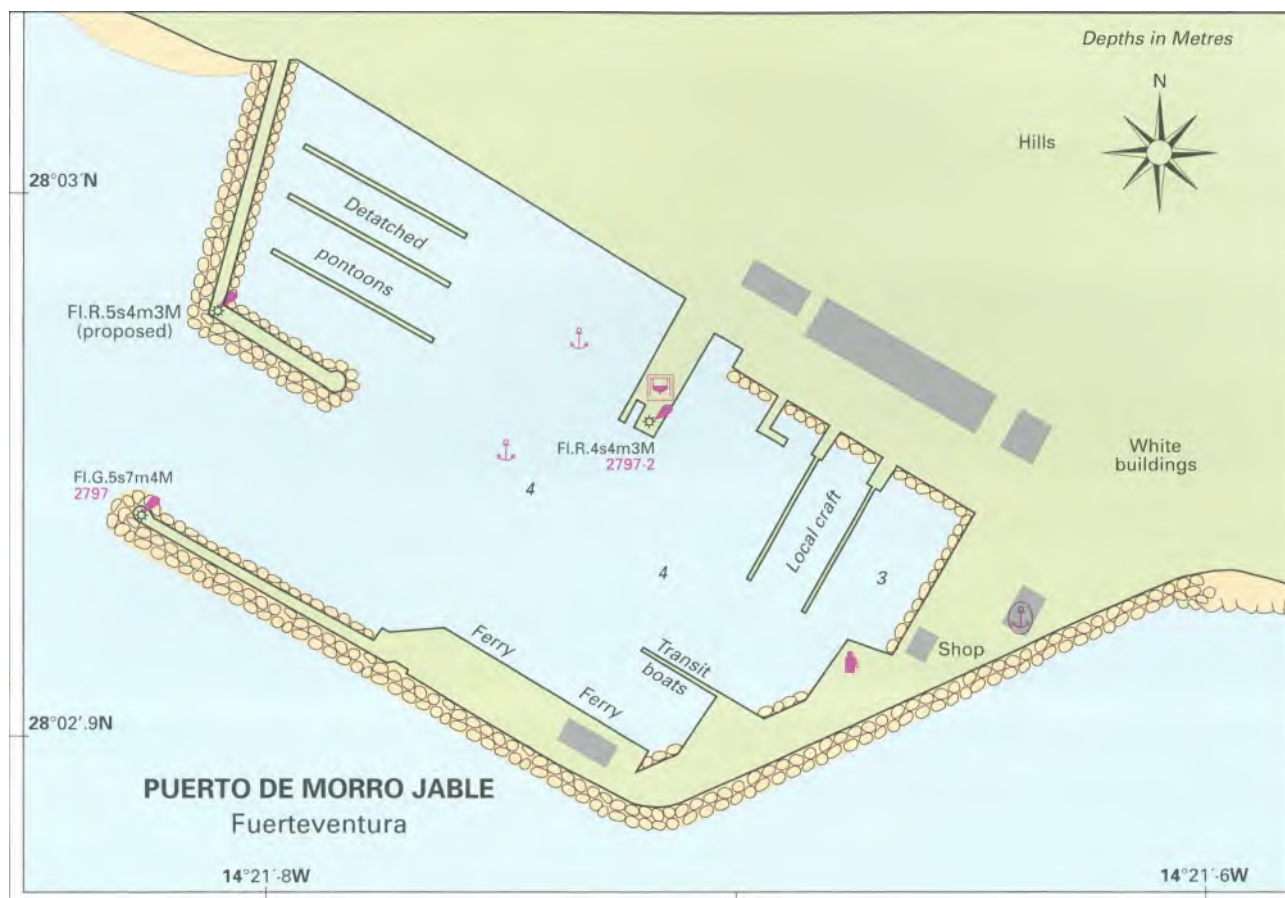 Depths in Metres
N
Hills
28°03´N
Detatched
pontoons
Fl.R.5s4m3M
(proposed)
Fl.R.4s4m3M
2797·2
White
buildings
Fl.G.5s7m4M
2797
4
Local craft
4
3
Ferry
Transit
boats
Shop
Ferry
28°02´.9N
PUERTO DE MORRO JABLE
Fuerteventura
14°21´·8W
14°21´·6W